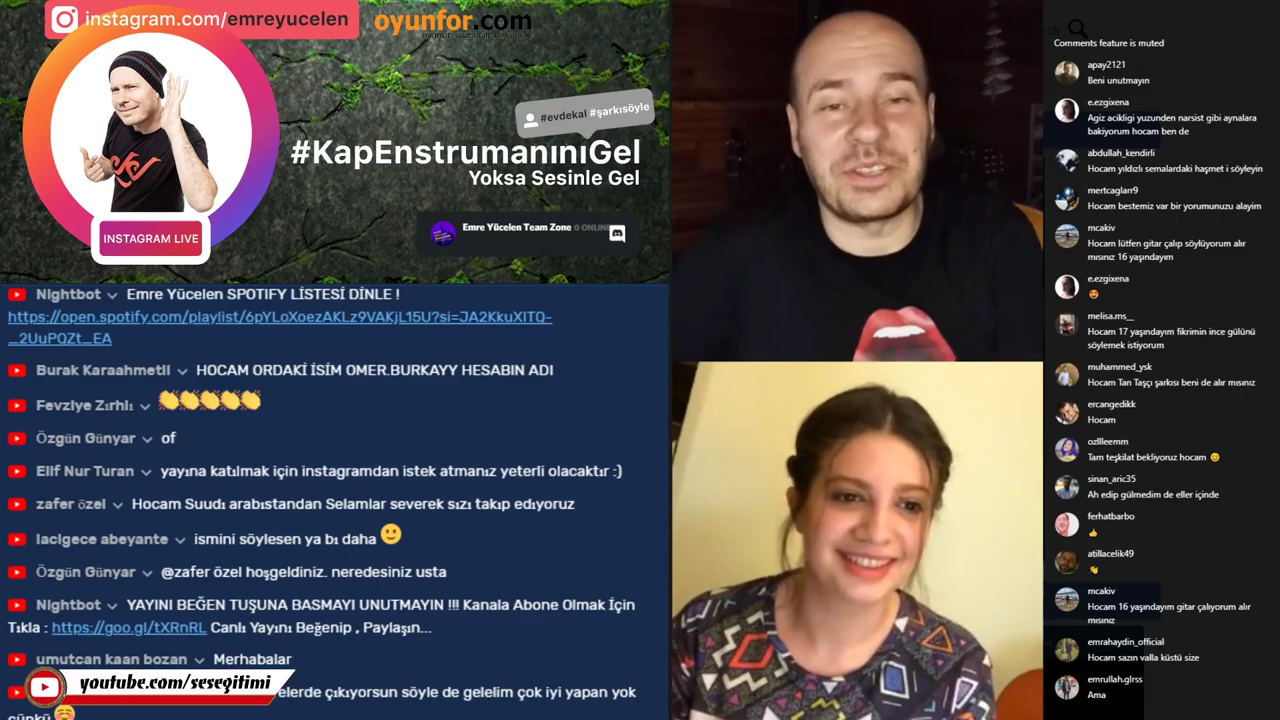 instagram.com/emreyucelen
oyunfor.com
#evdekal #şarkısöyle
#KapEnstrumanınıGel
Yoksa Sesinle Gel
Emre Yücelen Team Zone 0 ONLIN
INSTAGRAM LIVE
Nightbot Emre Yücelen SPOTIFY LİSTESİ DİNLE !
https://open.spotify.com/playlist/6pYLoXoezAKLz9VAKjL15U?si=JA2KkuXITQ-
_2UuPQZt_EA
Burak Karaahmetli HOCAM ORDAKİ İSİM OMER.BURKAYY HESABIN ADI
Fevziye Zırhlı 👏👏👏👏👏
Özgün Günyar of
Elif Nur Turan yayına katılmak için instagramdan istek atmanız yeterli olacaktır :)
zafer özel Hocam Suudı arabıstandan Selamlar severek sızı takıp edıyoruz
lacigece abeyante ismini söylesen ya bı daha 🙂
Özgün Günyar @zafer özel hoşgeldiniz. neredesiniz usta
Nightbot YAYINI BEĞEN TUŞUNA BASMAYI UNUTMAYIN !!! Kanala Abone Olmak İçin
Tıkla : https://goo.gl/tXRnRL Canlı Yayını Beğenip , Paylaşın...
umutcan kaan bozan Merhabalar
elerde çıkıyorsun söyle de gelelim çok iyi yapan yok
çünkü ☺️
youtube.com/sesegitimi
Comments feature is muted
apay2121
Beni unutmayın
e.ezgixena
Agiz acikligi yuzunden narsist gibi aynalara
bakiyorum hocam ben de
abdullah_kendirli
Hocam yıldızlı semalardaki haşmet i söyleyin
mertcaglarr9
Hocam bestemiz var bir yorumunuzu alayim
mcakiv
Hocam lütfen gitar çalıp söylüyorum alır
mısınız 16 yaşındayım
e.ezgixena
😍
melisa.ms__
Hocam 17 yaşındayım fikrimin ince gülünü
söylemek istiyorum
muhammed_ysk
Hocam Tan Taşçı şarkısı beni de alır mısınız
ercangedikk
Hocam
ozllleemm
Tam teşkilat bekliyoruz hocam 😊
sinan_aric35
Ah edip gülmedim de eller içinde
ferhatbarbo
👍
atillacelik49
👏
mcakiv
Hocam 16 yaşındayım gitar çalıyorum alır
mısınız
emrahaydin_official
Hocam sazın valla küstü size
emrullah.glrss
Ama